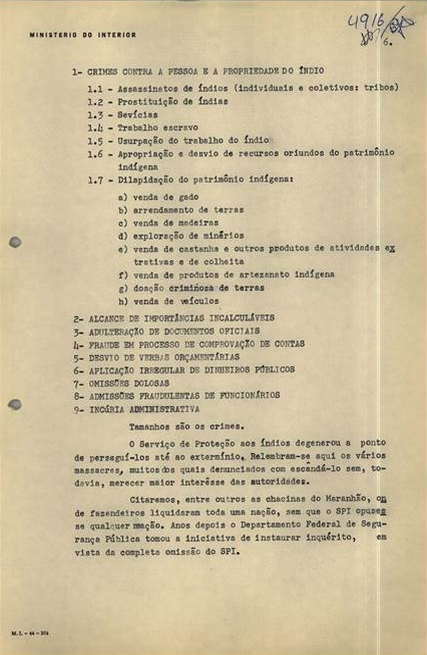 4916
MINISTERIO DO INTERIOR
6.
1- CRIMES CONTRA A PESSOA E A PROPRIEDADE DO ÍNDIO
1.1 - Assassinatos de índios (individuais e coletivos: tribos)
1.2 - Prostituição de índias
1.3 - Sevícias
1.4 - Trabalho escravo
1.5 - Usurpação do trabalho do índio
1.6 - Apropriação e desvio de recursos oriundos do patrimônio
indígena
1.7 - Dilapidação do patrimônio indígena:
a) venda de gado
b) arrendamento de terras
c) venda de madeiras
d) exploração de minérios
e) venda de castanha e outros produtos de atividades ex
trativas e de colheita
f) venda de produtos de artezanato indígena
g) doação criminosa de terras
h) venda de veículos
2- ALCANCE DE IMPORTÂNCIAS INCALCULÁVEIS
3- ADULTERAÇÃO DE DOCUMENTOS OFICIAIS
4- FRAUDE EM PROCESSO DE COMPROVAÇÃO DE CONTAS
5- DESVIO DE VERBAS ORÇAMENTÁRIAS
6- APLICAÇÃO IRREGULAR DE DINHEIROS PÚBLICOS
7- OMISSÕES DOLOSAS
8- ADMISSÕES FRAUDULENTAS DE FUNCIONÁRIOS
9- INCÚRIA ADMINISTRATIVA
Tamanhos são os crimes.
O Serviço de Proteção aos índios degenerou a ponto
de perseguí-los até ao extermínio. Relembram-se aqui os vários
massacres, muitos dos quais denunciados com escândá-lo sem, to-
davia, merecer maior interêsse das autoridades.
Citaremos, entre outros as chacinas do Maranhão, on
de fazendeiros liquidaram toda uma nação, sem que o SPI opuses
se qualquer reação. Anos depois o Departamento Federal de Segu-
rança Pública tomou a iniciativa de instaurar inquérito, em
vista da completa omissão do SPI.
M. I. - 44 - 204